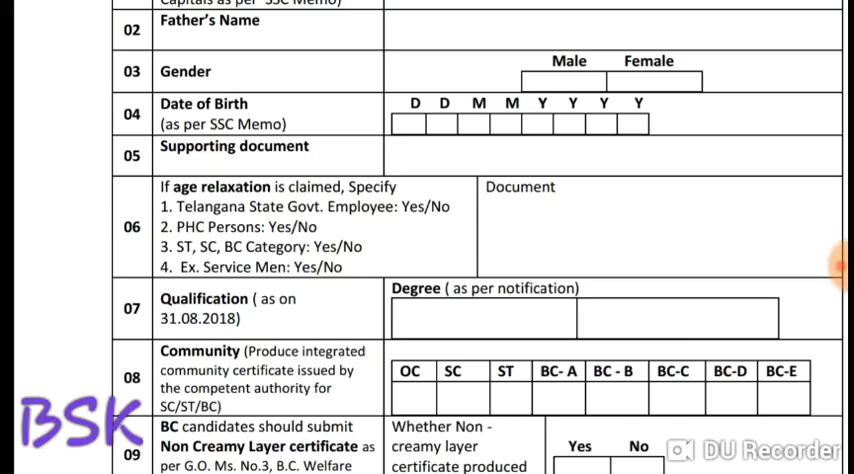 Capitals as per SSC Memo)
02 Father's Name
03 Gender Male Female
04 Date of Birth D D M M Y Y Y Y
(as per SSC Memo)
05 Supporting document
If age relaxation is claimed, Specify Document
1. Telangana State Govt. Employee: Yes/No
06 2. PHC Persons: Yes/No
3. ST, SC, BC Category: Yes/No
4. Ex. Service Men: Yes/No
07 Qualification ( as on Degree ( as per notification)
31.08.2018)
08 Community (Produce integrated
community certificate issued by OC SC ST BC- A BC - B BC-C BC-D BC-E
the competent authority for
SC/ST/BC)
BSK
09 BC candidates should submit Whether Non -
Non Creamy Layer certificate as creamy layer Yes No
per G.O. Ms. No.3, B.C. Welfare certificate produced
DU Recorder